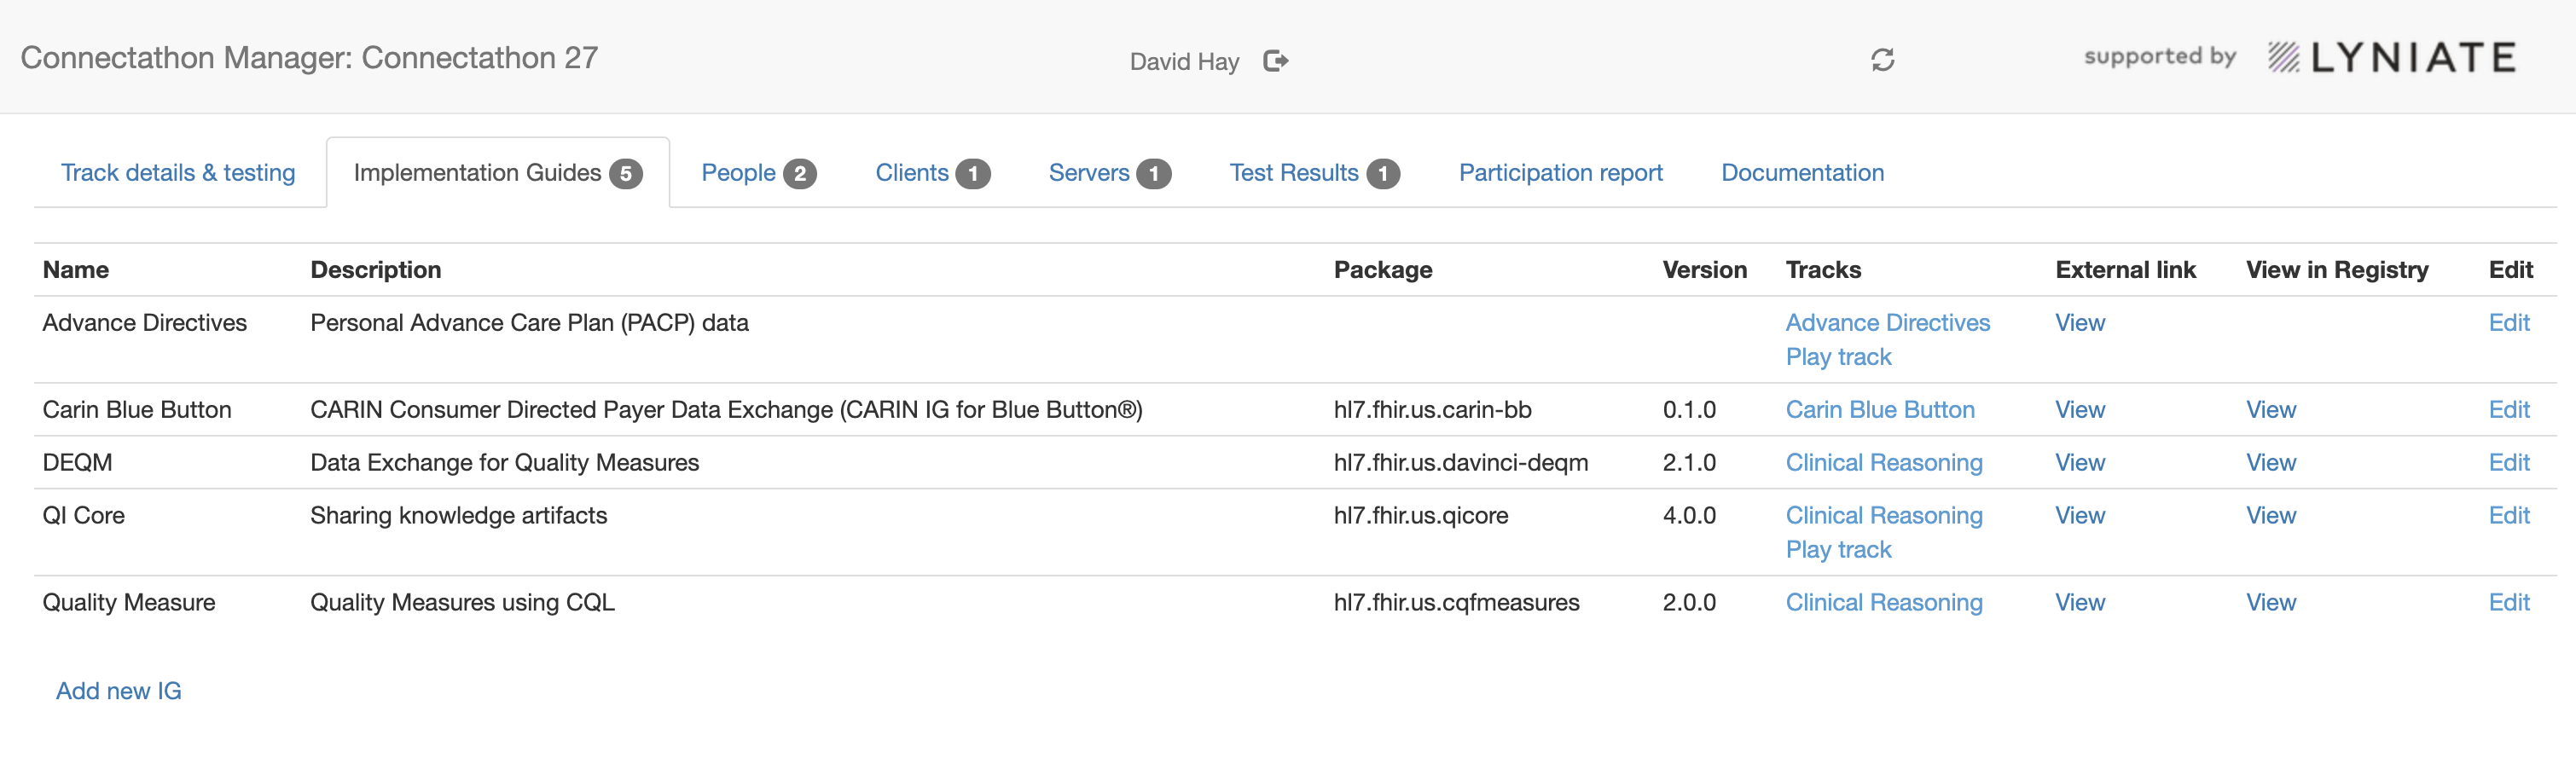 Connectathon Manager: Connectathon 27 David Hay supported by LYNIATE
Track details & testing Implementation Guides 5 People 2 Clients 1 Servers 1 Test Results 1 Participation report Documentation
Name Description Package Version Tracks External link View in Registry Edit
Advance Directives Personal Advance Care Plan (PACP) data Advance Directives View Edit
Play track
Carin Blue Button CARIN Consumer Directed Payer Data Exchange (CARIN IG for Blue Button®) hl7.fhir.us.carin-bb 0.1.0 Carin Blue Button View View Edit
DEQM Data Exchange for Quality Measures hl7.fhir.us.davinci-deqm 2.1.0 Clinical Reasoning View View Edit
QI Core Sharing knowledge artifacts hl7.fhir.us.qicore 4.0.0 Clinical Reasoning View View Edit
Play track
Quality Measure Quality Measures using CQL hl7.fhir.us.cqfmeasures 2.0.0 Clinical Reasoning View View Edit
Add new IG